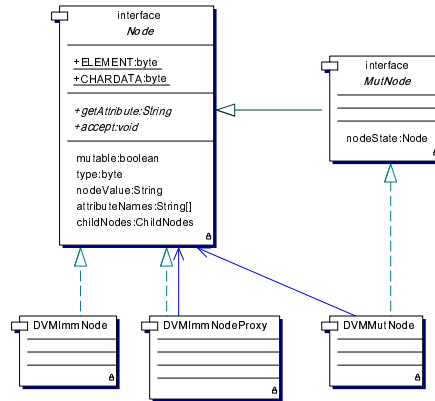 interface
Node
+ELEMENT:byte
+CHARDATA:byte
+getAttribute:String
+accept:void
mutable:boolean
type:byte
nodeValue:String
attributeNames:String[]
childNodes:ChildNodes
interface
MutNode
nodeState:Node
DVMImmNode
DVMImmNodeProxy
DVMMutNode